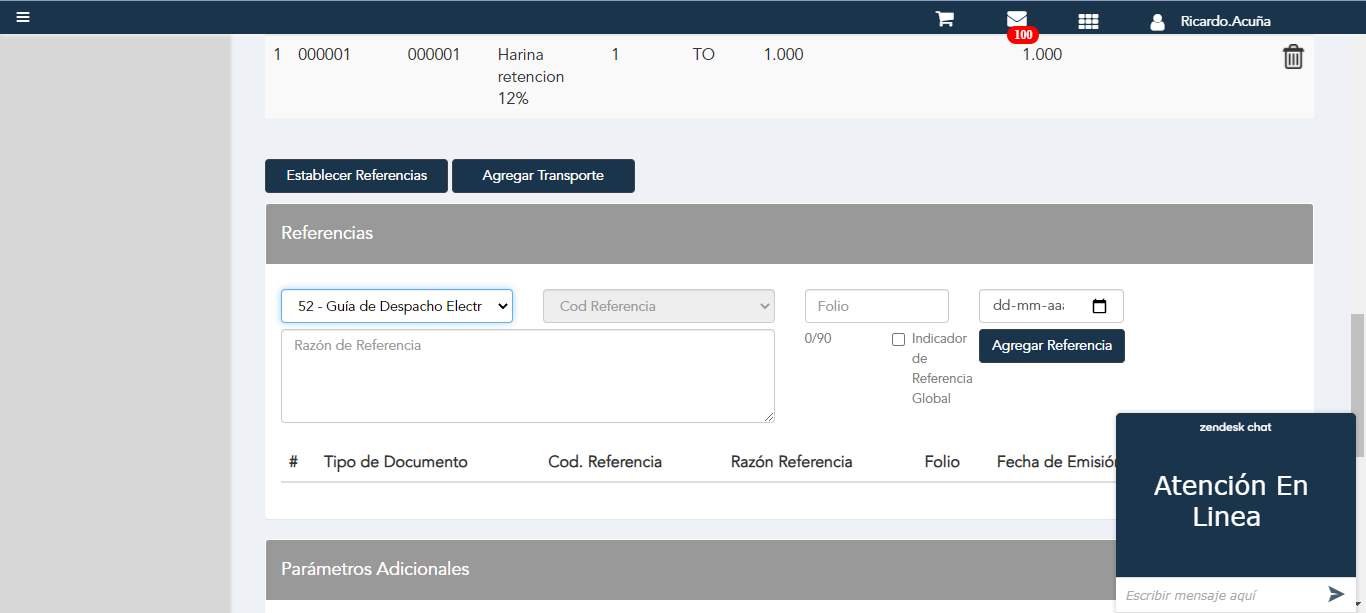 100
Ricardo.Acuña
1 000001 000001 Harina 1 TO 1.000 1.000
retencion
12%
Establecer Referencias Agregar Transporte
Referencias
52 - Guía de Despacho Electr Cod Referencia Folio dd-mm-aaa
Razón de Referencia
0/90 Indicador Agregar Referencia
de
Referencia
Global
zendesk chat
# Tipo de Documento Cod. Referencia Razón Referencia Folio Fecha de Emisión
Atención En
Linea
Parámetros Adicionales
Escribir mensaje aquí